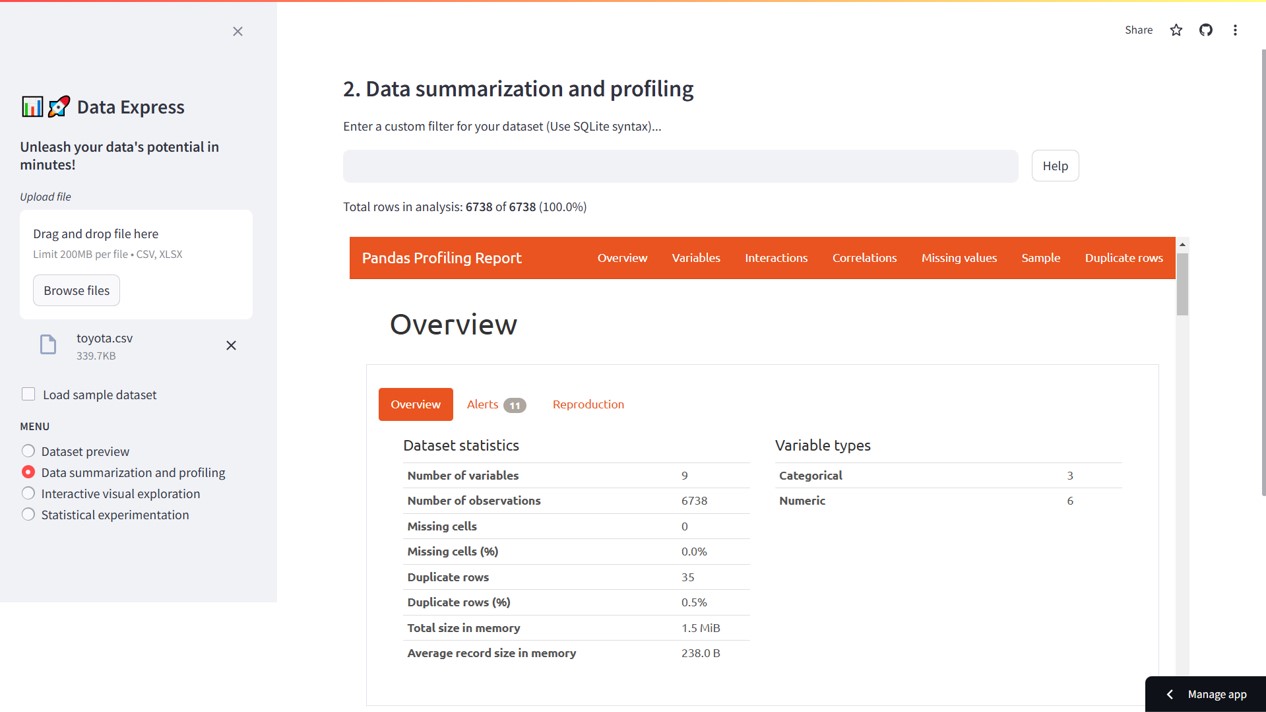 Share
📊🚀 Data Express
Unleash your data's potential in
minutes!
Upload file
Drag and drop file here
Limit 200MB per file • CSV, XLSX
Browse files
toyota.csv
339.7KB
Load sample dataset
MENU
Dataset preview
Data summarization and profiling
Interactive visual exploration
Statistical experimentation
2. Data summarization and profiling
Enter a custom filter for your dataset (Use SQLite syntax)...
Help
Total rows in analysis: 6738 of 6738 (100.0%)
Pandas Profiling Report Overview Variables Interactions Correlations Missing values Sample Duplicate rows
Overview
Overview Alerts 11 Reproduction
Dataset statistics
Number of variables 9
Number of observations 6738
Missing cells 0
Missing cells (%) 0.0%
Duplicate rows 35
Duplicate rows (%) 0.5%
Total size in memory 1.5 MiB
Average record size in memory 238.0 B
Variable types
Categorical 3
Numeric 6
Manage app